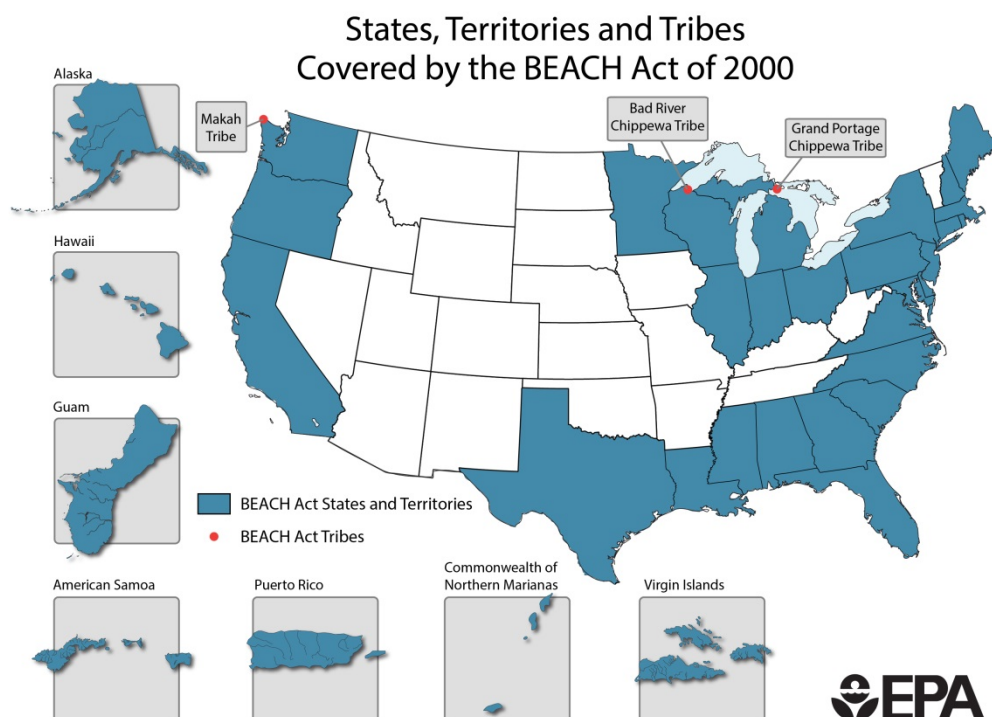 States, Territories and Tribes
Covered by the BEACH Act of 2000
Alaska
Makah
Tribe
Bad River
Chippewa Tribe
Grand Portage
Chippewa Tribe
Hawaii
Guam
BEACH Act States and Territories
BEACH Act Tribes
American Samoa
Puerto Rico
Commonwealth of
Northern Marianas
Virgin Islands
EPA